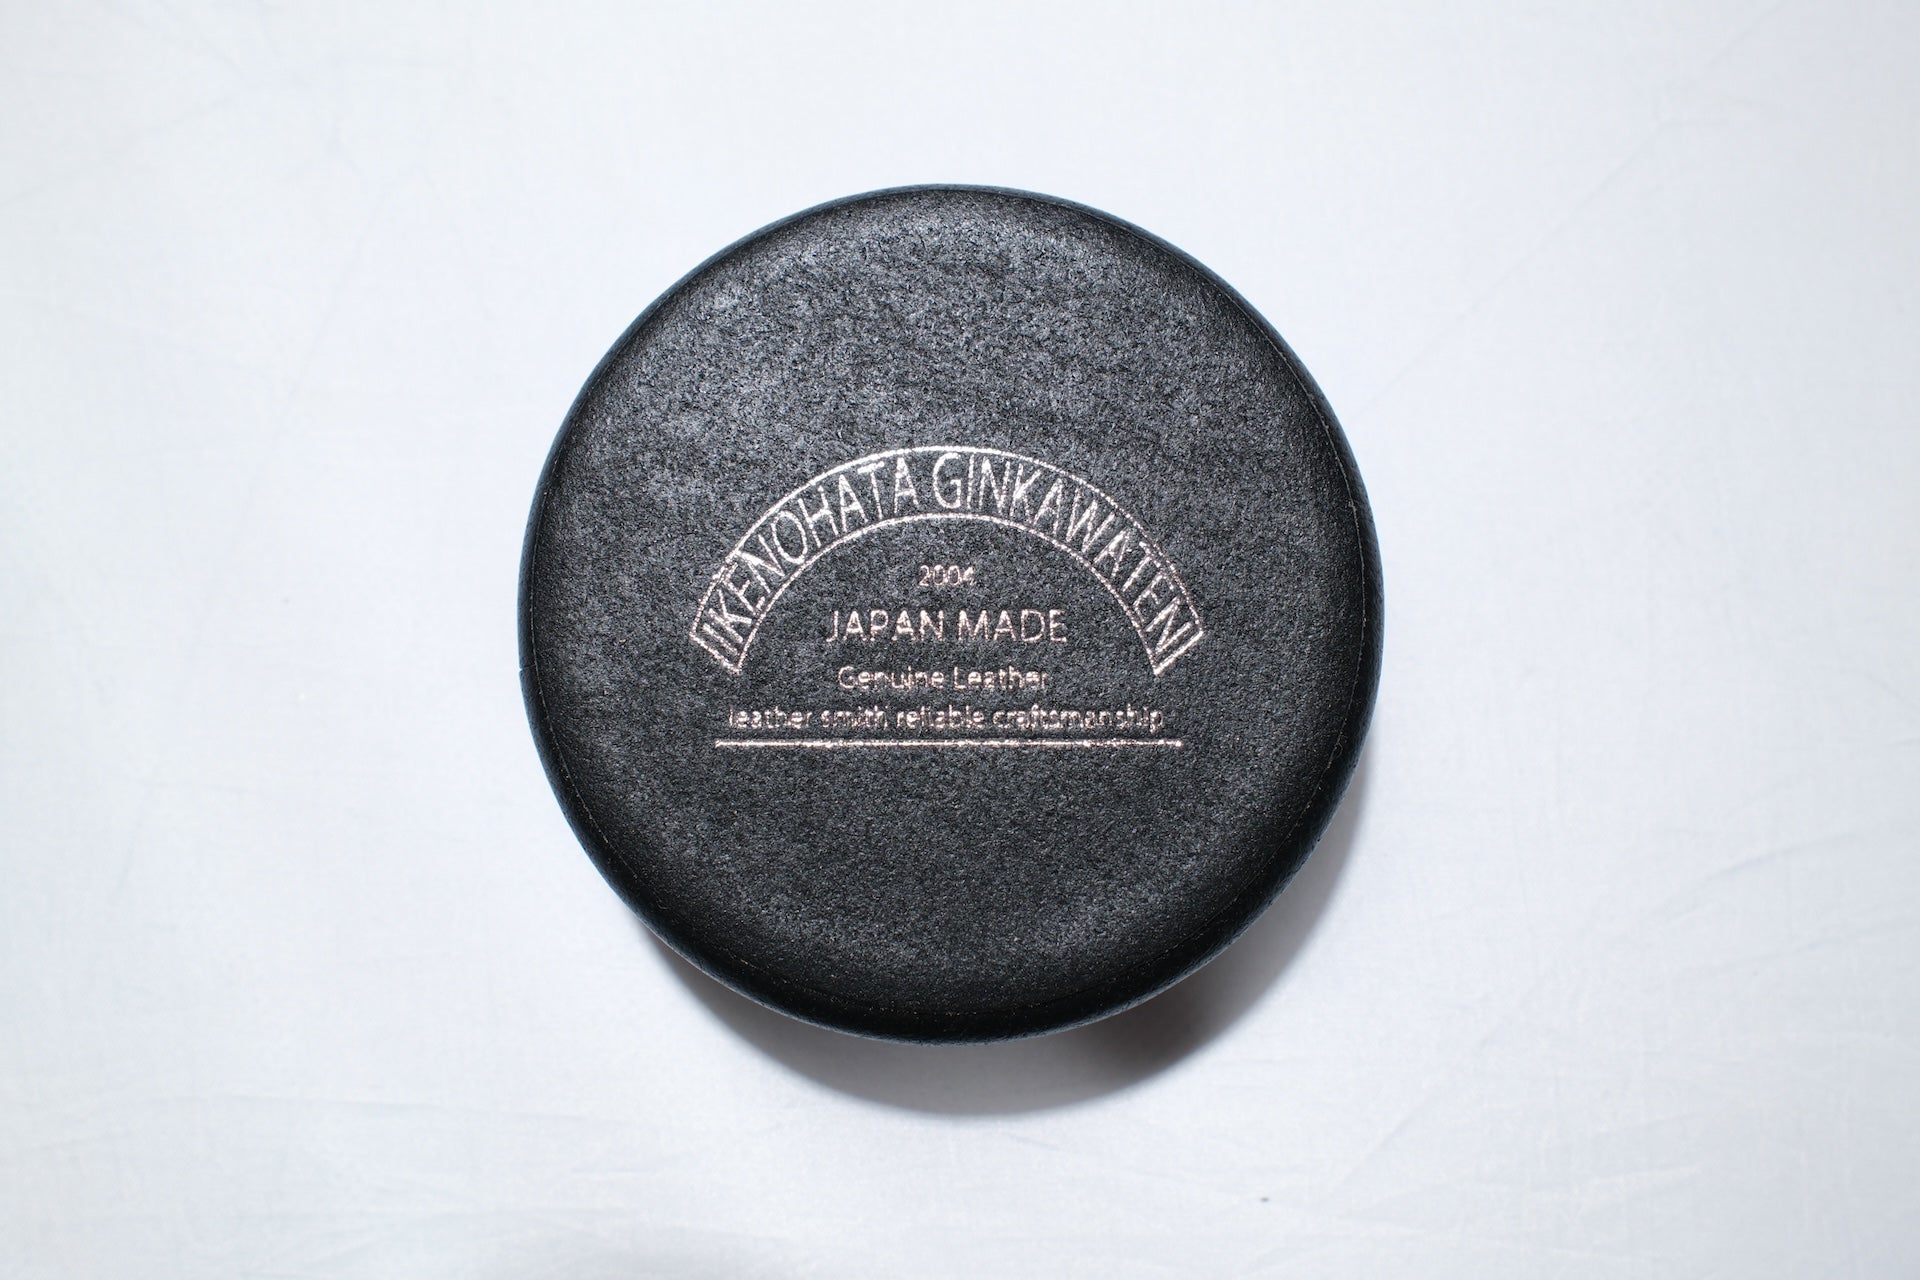 IKENOHATA GINKAWATEN
2004
JAPAN MADE
Genuine Leather
leather smith reliable craftsmanship